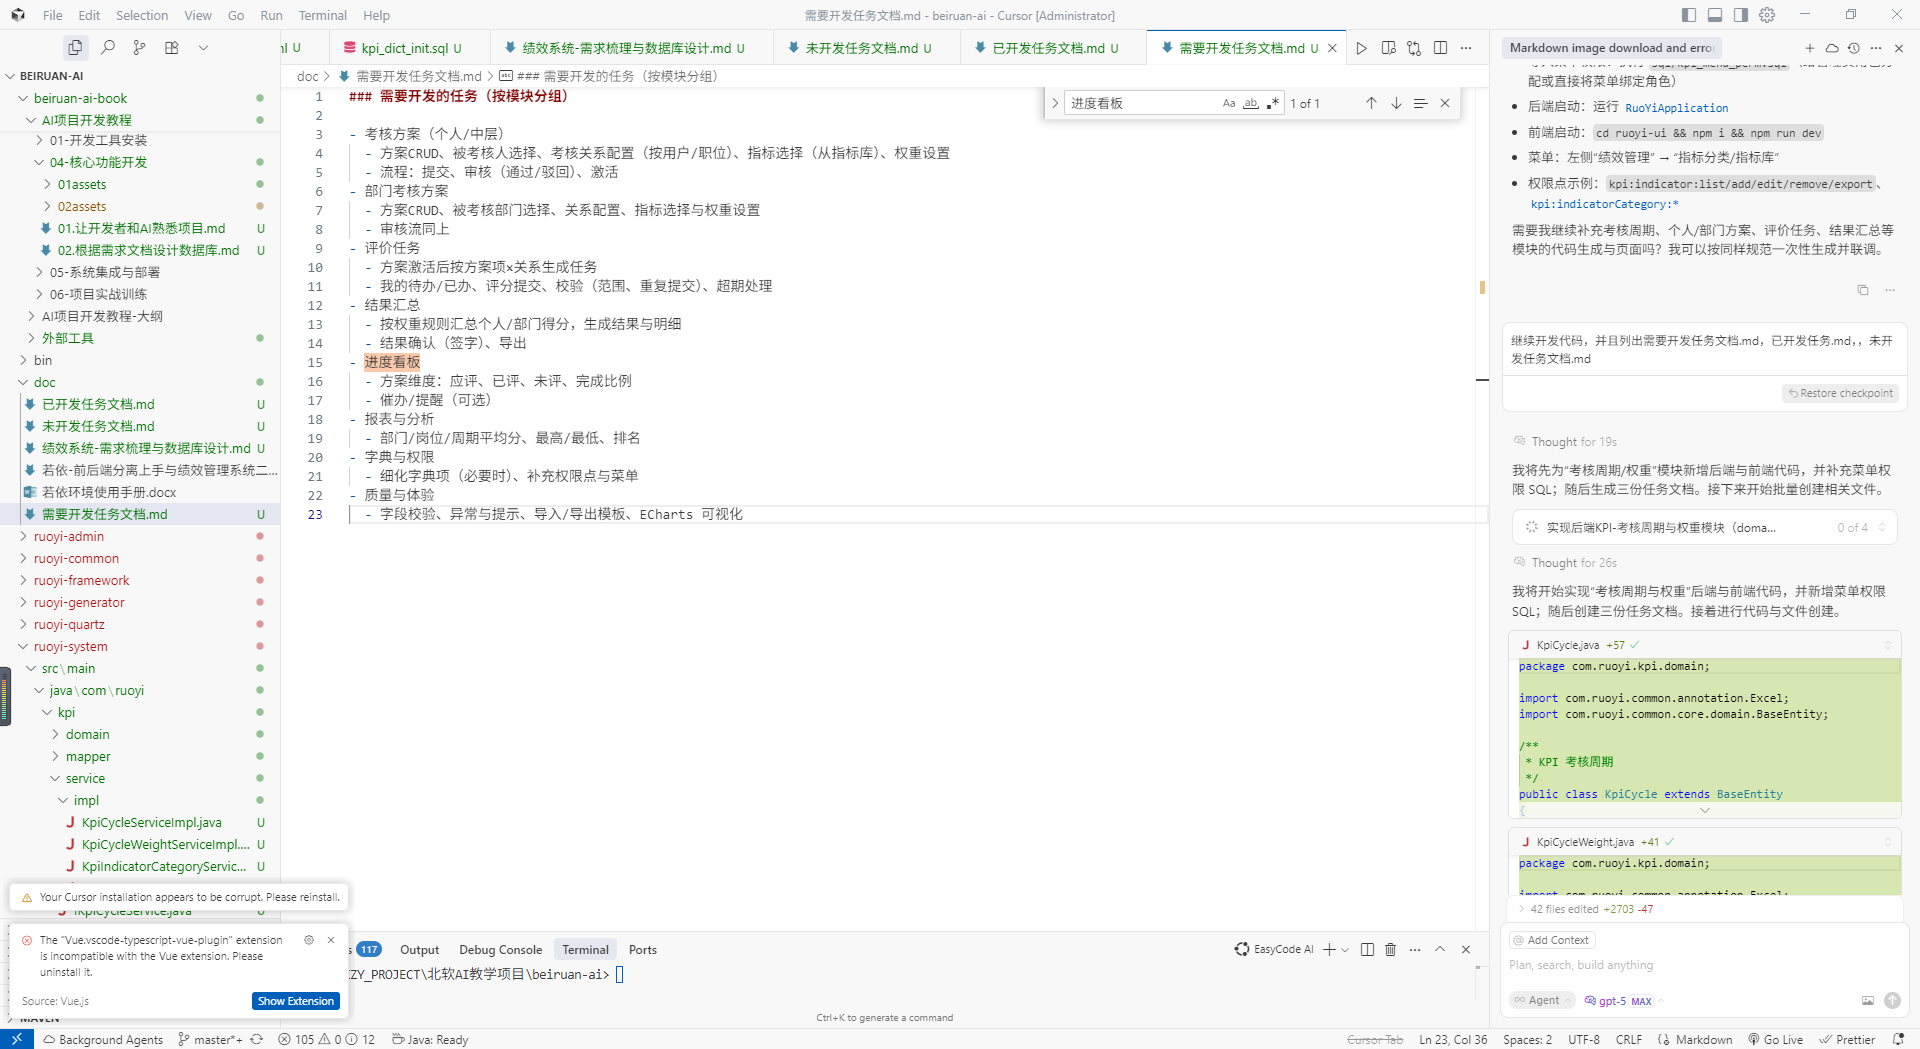 File Edit Selection View Go Run Terminal Help
需要开发任务文档.md - beiruan-ai - Cursor [Administrator]
U
kpi_dict_init.sql U
绩效系统-需求梳理与数据库设计.md U
未开发任务文档.md U
已开发任务文档.md U
需要开发任务文档.md U
BEIRUAN-AI
beiruan-ai-book
AI项目开发教程
01-开发工具安装
04-核心功能开发
01assets
02assets
01.让开发者和AI熟悉项目.md U
02.根据需求文档设计数据库.md U
05-系统集成与部署
06-项目实战训练
AI项目开发教程-大纲
外部工具
bin
doc
已开发任务文档.md U
未开发任务文档.md U
绩效系统-需求梳理与数据库设计.md U
若依-前后端分离上手与绩效管理系统二...
若依环境使用手册.docx
需要开发任务文档.md U
ruoyi-admin
ruoyi-common
ruoyi-framework
ruoyi-generator
ruoyi-quartz
ruoyi-system
src\main
java\com\ruoyi
kpi
domain
mapper
service
impl
KpiCycleServiceImpl.java U
KpiCycleWeightServiceImpl.... U
KpiIndicatorCategoryServic... U
IKpiCycleService.java U
MAVEN
Your Cursor installation appears to be corrupt. Please reinstall.
The "Vue.vscode-typescript-vue-plugin" extension
is incompatible with the Vue extension. Please
uninstall it.
Source: Vue.js
Show Extension
doc > 需要开发任务文档.md > ### 需要开发的任务（按模块分组）
进度看板 Aa ab 1 of 1
1 ### 需要开发的任务（按模块分组）
2
3 - 考核方案（个人/中层）
4 - 方案CRUD、被考核人选择、考核关系配置（按用户/职位）、指标选择（从指标库）、权重设置
5 - 流程：提交、审核（通过/驳回）、激活
6 - 部门考核方案
7 - 方案CRUD、被考核部门选择、关系配置、指标选择与权重设置
8 - 审核流同上
9 - 评价任务
10 - 方案激活后按方案项×关系生成任务
11 - 我的待办/已办、评分提交、校验（范围、重复提交）、超期处理
12 - 结果汇总
13 - 按权重规则汇总个人/部门得分，生成结果与明细
14 - 结果确认（签字）、导出
15 - 进度看板
16 - 方案维度：应评、已评、未评、完成比例
17 - 催办/提醒（可选）
18 - 报表与分析
19 - 部门/岗位/周期平均分、最高/最低、排名
20 - 字典与权限
21 - 细化字典项（必要时）、补充权限点与菜单
22 - 质量与体验
23 - 字段校验、异常与提示、导入/导出模板、ECharts 可视化
117 Output Debug Console Terminal Ports
EasyCode AI
ZY_PROJECT\北软AI教学项目\beiruan-ai>
Ctrl+K to generate a command
Markdown image download and erro
配或直接将菜单绑定角色）
后端启动：运行 RuoYiApplication
前端启动：cd ruoyi-ui && npm i && npm run dev
菜单：左侧“绩效管理” → “指标分类/指标库”
权限点示例：kpi:indicator:list/add/edit/remove/export、
kpi:indicatorCategory:*
需要我继续补充考核周期、个人/部门方案、评价任务、结果汇总等
模块的代码生成与页面吗？我可以按同样规范一次性生成并联调。
继续开发代码，并且列出需要开发任务文档.md，已开发任务.md，，未开
发任务文档.md
Restore checkpoint
Thought for 19s
我将先为“考核周期/权重”模块新增后端与前端代码，并补充菜单权
限 SQL；随后生成三份任务文档。接下来开始批量创建相关文件。
实现后端KPI-考核周期与权重模块（doma... 0 of 4
Thought for 26s
我将开始实现“考核周期与权重”后端与前端代码，并新增菜单权限
SQL；随后创建三份任务文档。接着进行代码与文件创建。
KpiCycle.java +57
package com.ruoyi.kpi.domain;
import com.ruoyi.common.annotation.Excel;
import com.ruoyi.common.core.domain.BaseEntity;
/**
* KPI 考核周期
*/
public class KpiCycle extends BaseEntity
{
KpiCycleWeight.java +41
package com.ruoyi.kpi.domain;
import com.ruoyi.common.annotation.Excel;
42 files edited +2703 -47
@ Add Context
Plan, search, build anything
Agent gpt-5 MAX
Background Agents master*+ 105 0 12 Java: Ready
Cursor Tab Ln 23, Col 36 Spaces: 2 UTF-8 CRLF Markdown Go Live Prettier